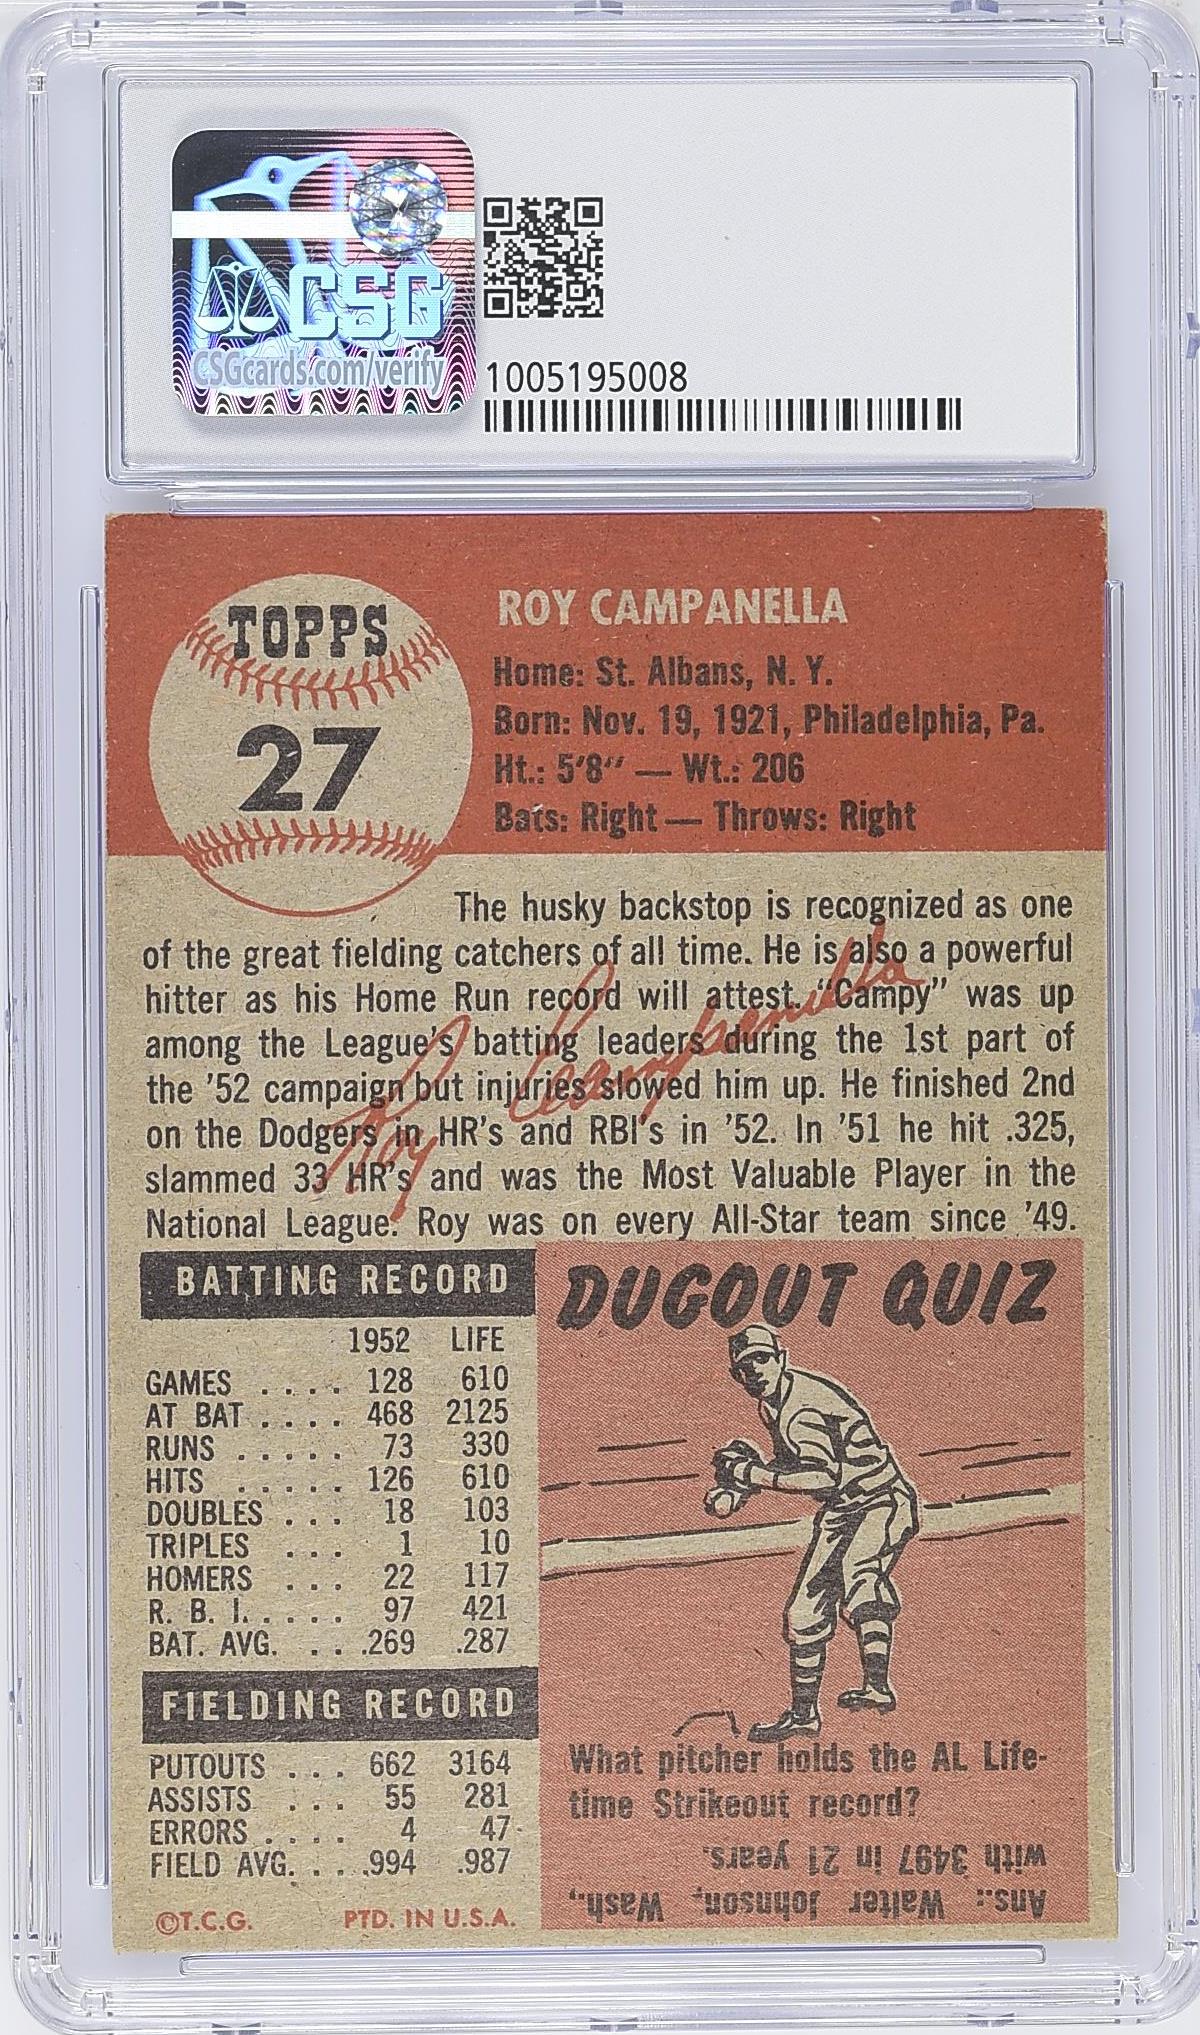 CSG
CSGcards.com/verify
1005195008
TOPPS
27
ROY CAMPANELLA
Home: St. Albans, N. Y.
Born: Nov. 19, 1921, Philadelphia, Pa.
Ht.: 5'8" — Wt.: 206
Bats: Right — Throws: Right
The husky backstop is recognized as one
of the great fielding catchers of all time. He is also a powerful
hitter as his Home Run record will attest. "Campy" was up
among the League's batting leaders during the 1st part of
the '52 campaign but injuries slowed him up. He finished 2nd
on the Dodgers in HR's and RBI's in '52. In '51 he hit .325,
slammed 33 HR's and was the Most Valuable Player in the
National League. Roy was on every All-Star team since '49.
Roy Campanella
BATTING RECORD
1952 LIFE
GAMES . . . . 128 610
AT BAT . . . . 468 2125
RUNS . . . . . 73 330
HITS . . . . . 126 610
DOUBLES . . . 18 103
TRIPLES . . . 1 10
HOMERS . . . 22 117
R. B. I. . . . . 97 421
BAT. AVG. . . .269 .287
FIELDING RECORD
PUTOUTS . . . 662 3164
ASSISTS . . . 55 281
ERRORS . . . . 4 47
FIELD AVG. . . .994 .987
©T.C.G. PTD. IN U.S.A.
DUGOUT QUIZ
What pitcher holds the AL Life-
time Strikeout record?
Ans.: Walter Johnson, Wash.,
with 3497 in 21 years.